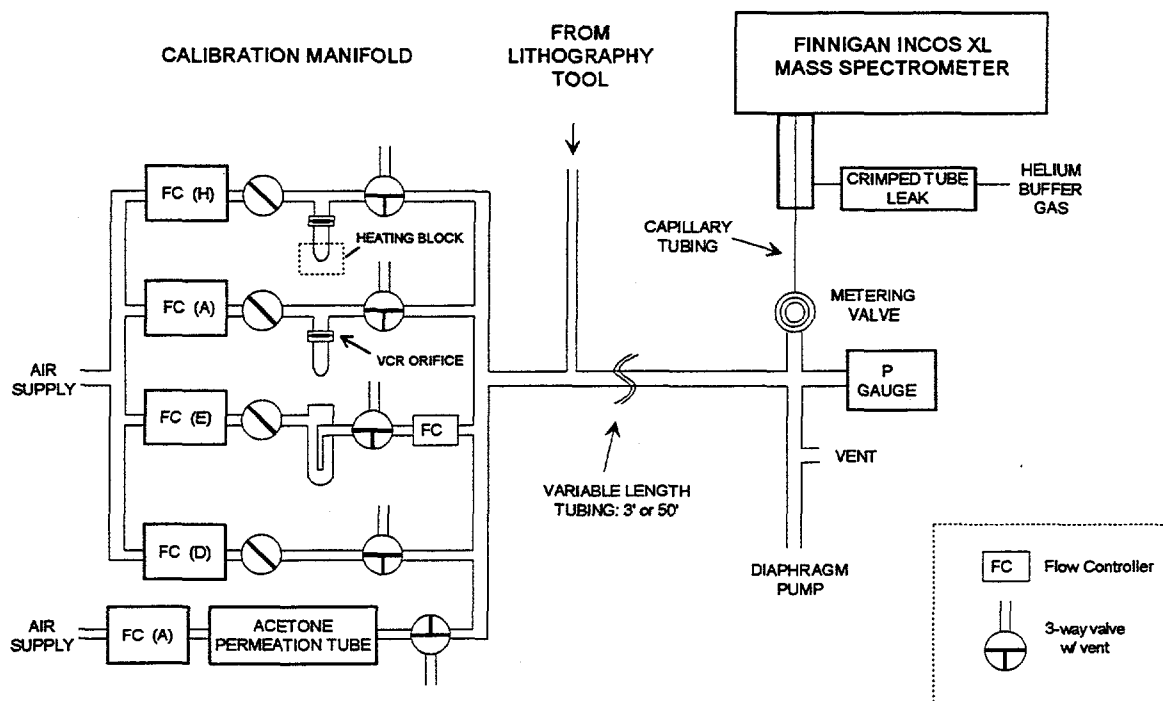 CALIBRATION MANIFOLD
FROM
LITHOGRAPHY
TOOL
FINNIGAN INCOS XL
MASS SPECTROMETER
FC (H)
HEATING BLOCK
CRIMPED TUBE
LEAK
HELIUM
BUFFER
GAS
CAPILLARY
TUBING
FC (A)
VCR ORIFICE
METERING
VALVE
AIR
SUPPLY
P
GAUGE
FC (E)
FC
VENT
VARIABLE LENGTH
TUBING: 3' or 50'
FC (D)
DIAPHRAGM
PUMP
AIR
SUPPLY
FC (A)
ACETONE
PERMEATION TUBE
FC
Flow Controller
3-way valve
w/ vent